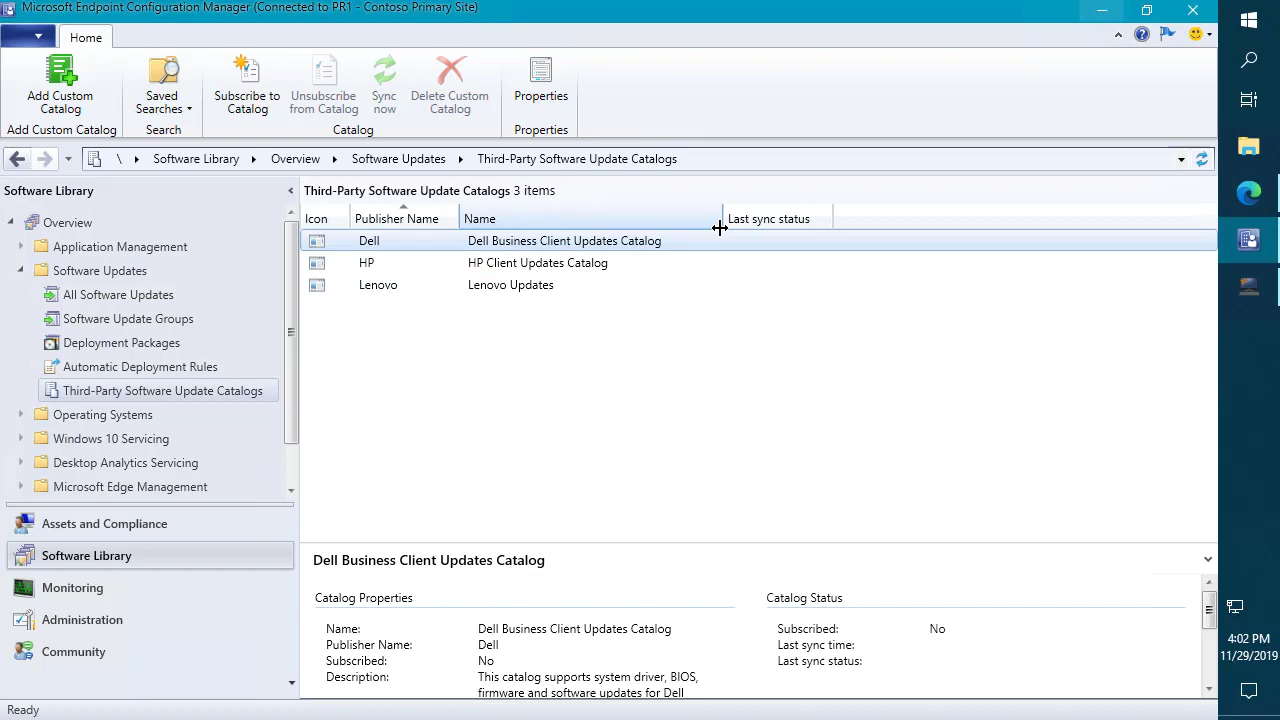 Microsoft Endpoint Configuration Manager (Connected to PR1 - Contoso Primary Site)
Home
Add Custom Catalog
Saved Searches
Subscribe to Catalog
Unsubscribe from Catalog
Sync now
Delete Custom Catalog
Properties
Add Custom Catalog
Search
Catalog
Properties
\ Software Library Overview Software Updates Third-Party Software Update Catalogs
Software Library
Overview
Application Management
Software Updates
All Software Updates
Software Update Groups
Deployment Packages
Automatic Deployment Rules
Third-Party Software Update Catalogs
Operating Systems
Windows 10 Servicing
Desktop Analytics Servicing
Microsoft Edge Management
Assets and Compliance
Software Library
Monitoring
Administration
Community
Third-Party Software Update Catalogs 3 items
Icon Publisher Name Name Last sync status
Dell Dell Business Client Updates Catalog
HP HP Client Updates Catalog
Lenovo Lenovo Updates
Dell Business Client Updates Catalog
Catalog Properties
Name: Dell Business Client Updates Catalog
Publisher Name: Dell
Subscribed: No
Description: This catalog supports system driver, BIOS,
firmware and software updates for Dell
Catalog Status
Subscribed: No
Last sync time:
Last sync status:
Ready
4:02 PM
11/29/2019